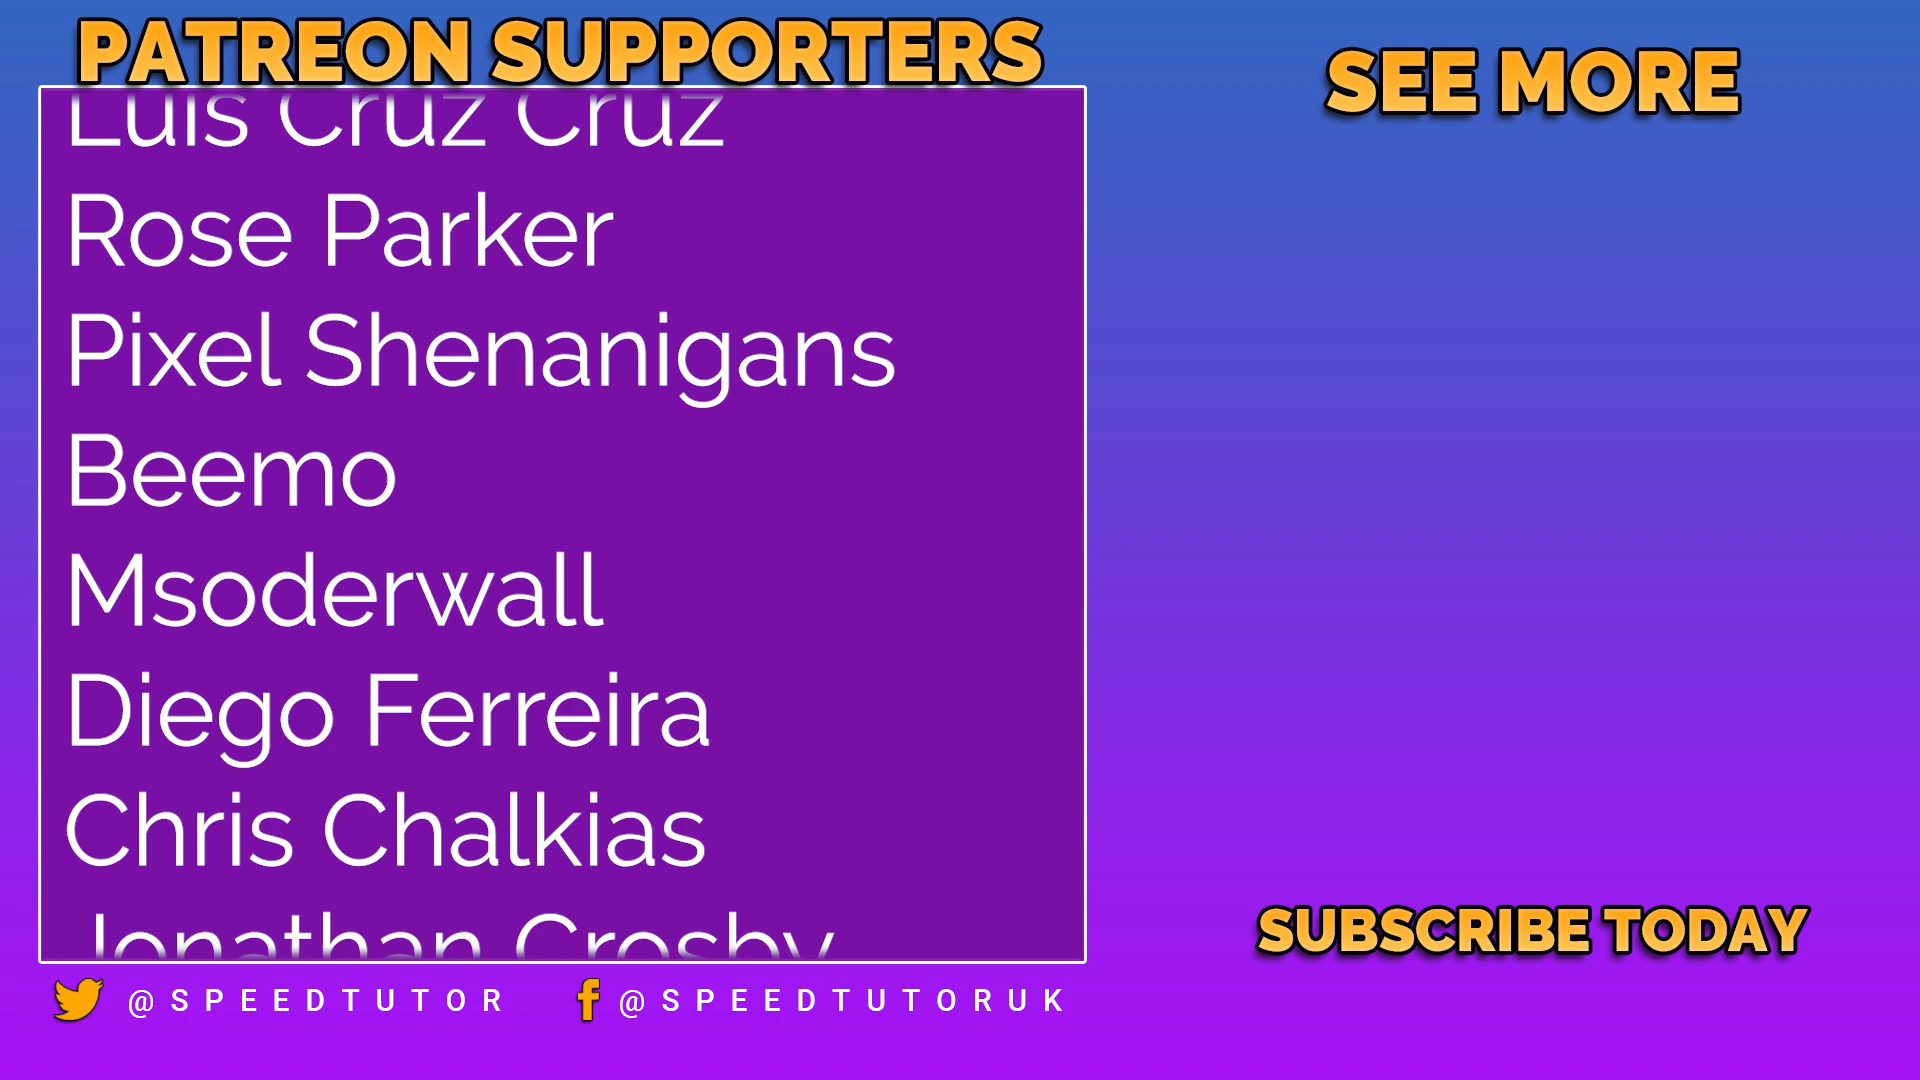 PATREON SUPPORTERS
Luis Cruz Cruz
Rose Parker
Pixel Shenanigans
Beemo
Msoderwall
Diego Ferreira
Chris Chalkias
Jonathan Crosby
@SPEEDTUTOR
@SPEEDTUTORUK
SEE MORE
SUBSCRIBE TODAY